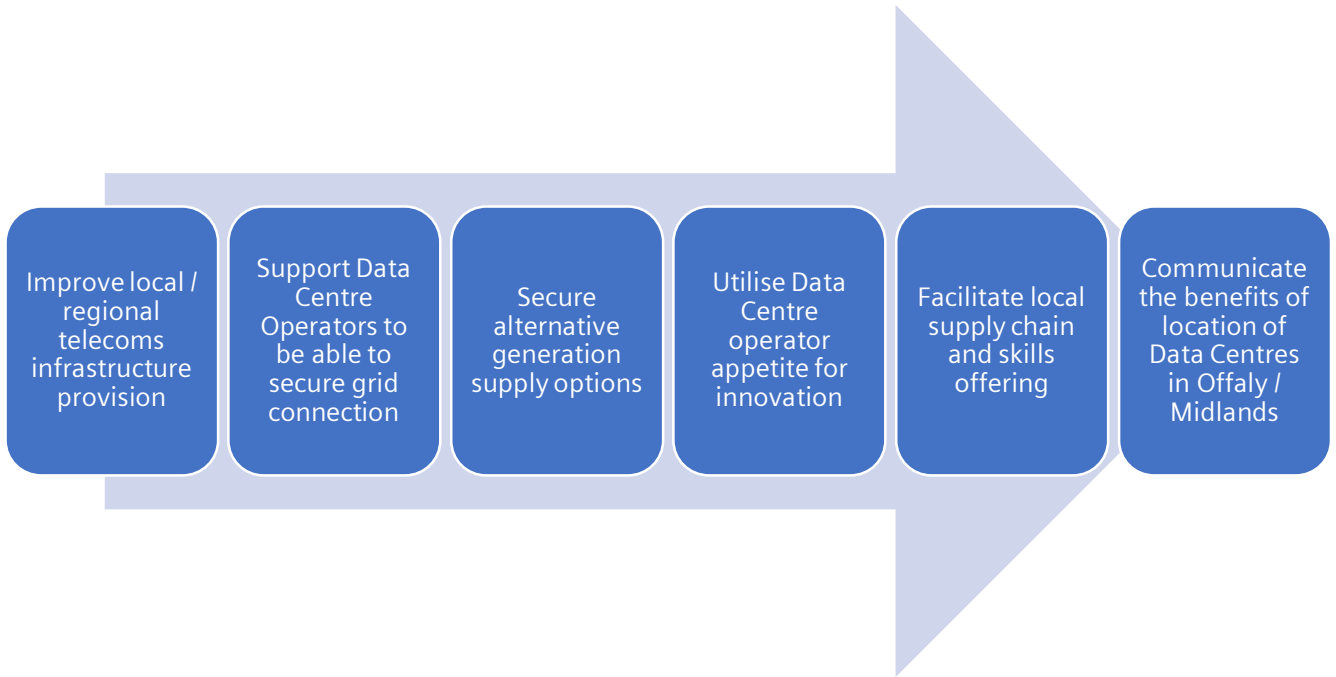 Improve local /
regional
telecoms
infrastructure
provision
Support Data
Centre
Operators to
be able to
secure grid
connection
Secure
alternative
generation
supply options
Utilise Data
Centre
operator
appetite for
innovation
Facilitate local
supply chain
and skills
offering
Communicate
the benefits of
location of
Data Centres
in Offaly /
Midlands